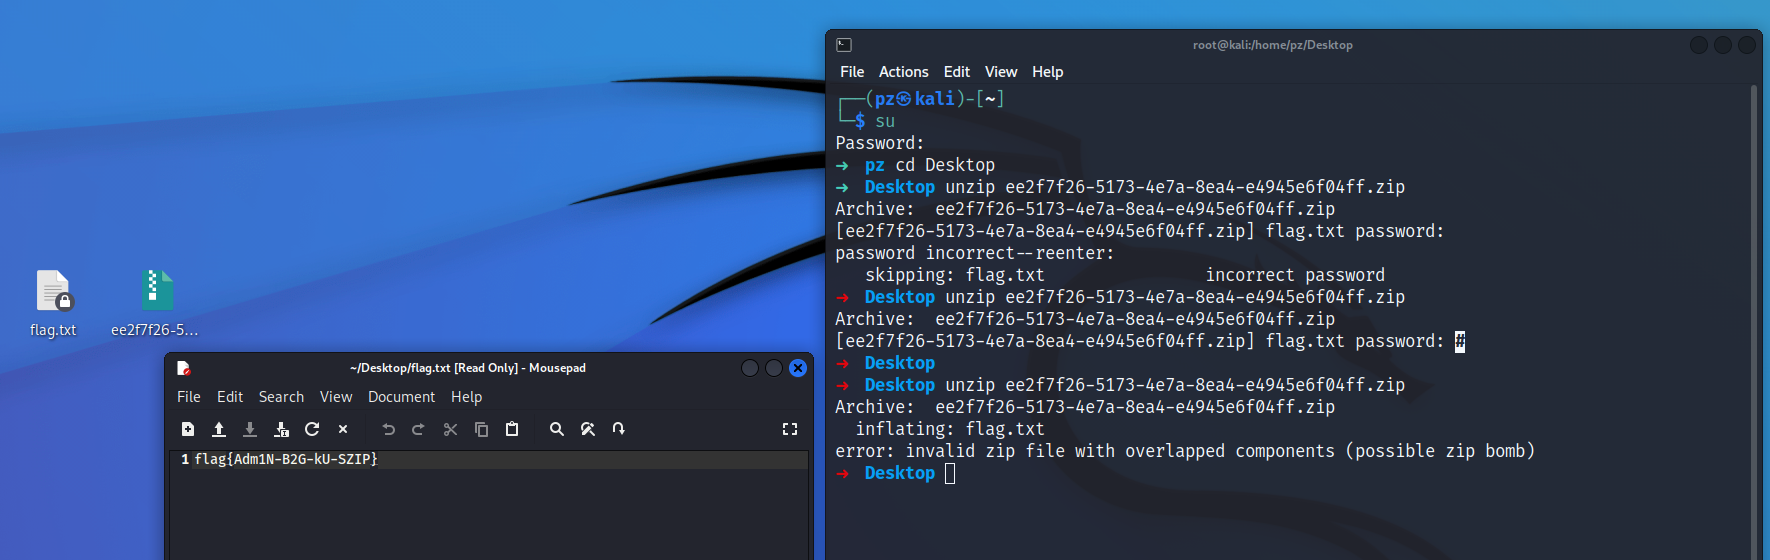 flag.txt
ee2f7f26-5...
~/Desktop/flag.txt [Read Only] - Mousepad
File Edit Search View Document Help
1 flag{Adm1N-B2G-kU-SZIP}
root@kali:/home/pz/Desktop
File Actions Edit View Help
┌──(pz㉿kali)-[~]
└─$ su
Password:
➜ pz cd Desktop
➜ Desktop unzip ee2f7f26-5173-4e7a-8ea4-e4945e6f04ff.zip
Archive: ee2f7f26-5173-4e7a-8ea4-e4945e6f04ff.zip
[ee2f7f26-5173-4e7a-8ea4-e4945e6f04ff.zip] flag.txt password:
password incorrect--reenter:
skipping: flag.txt incorrect password
➜ Desktop unzip ee2f7f26-5173-4e7a-8ea4-e4945e6f04ff.zip
Archive: ee2f7f26-5173-4e7a-8ea4-e4945e6f04ff.zip
[ee2f7f26-5173-4e7a-8ea4-e4945e6f04ff.zip] flag.txt password: #
➜ Desktop
➜ Desktop unzip ee2f7f26-5173-4e7a-8ea4-e4945e6f04ff.zip
Archive: ee2f7f26-5173-4e7a-8ea4-e4945e6f04ff.zip
inflating: flag.txt
error: invalid zip file with overlapped components (possible zip bomb)
➜ Desktop